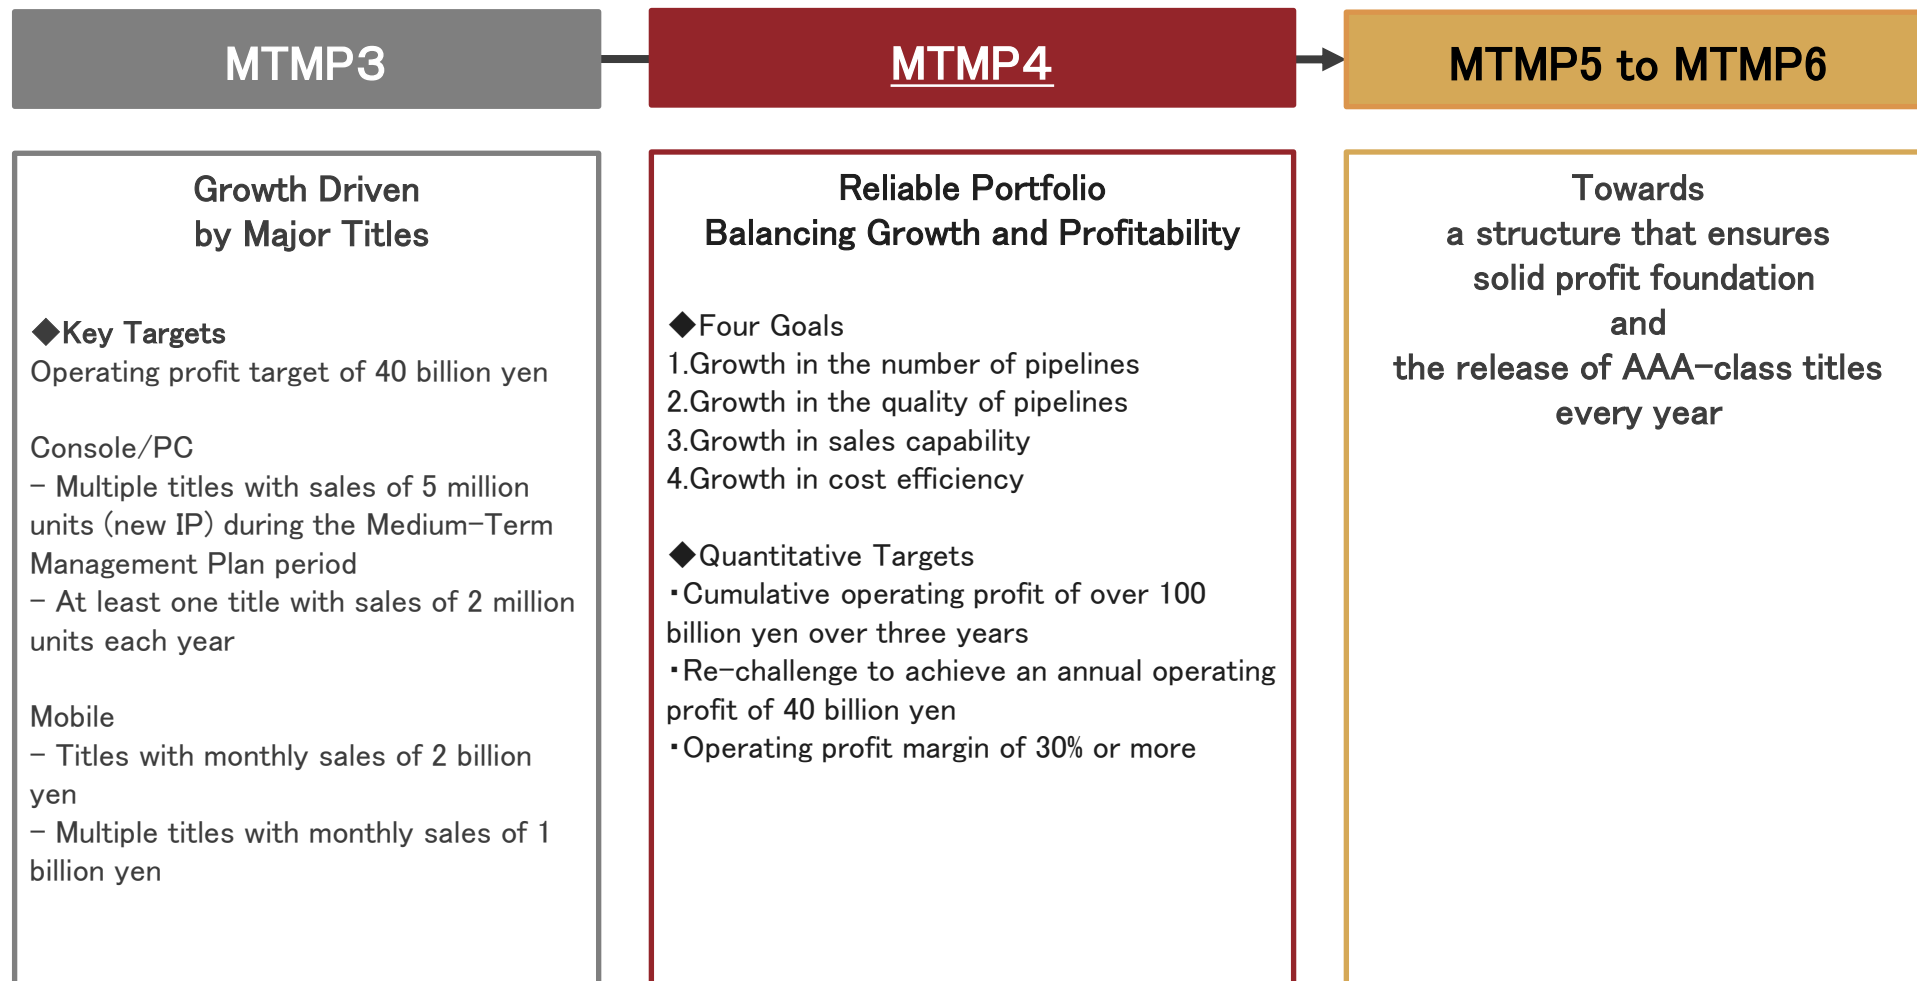 MTMP3
MTMP4
MTMP5 to MTMP6
Growth Driven
by Major Titles
◆Key Targets
Operating profit target of 40 billion yen
Console/PC
- Multiple titles with sales of 5 million
units (new IP) during the Medium-Term
Management Plan period
- At least one title with sales of 2 million
units each year
Mobile
- Titles with monthly sales of 2 billion
yen
- Multiple titles with monthly sales of 1
billion yen
Reliable Portfolio
Balancing Growth and Profitability
◆Four Goals
1.Growth in the number of pipelines
2.Growth in the quality of pipelines
3.Growth in sales capability
4.Growth in cost efficiency
◆Quantitative Targets
・Cumulative operating profit of over 100
billion yen over three years
・Re-challenge to achieve an annual operating
profit of 40 billion yen
・Operating profit margin of 30% or more
Towards
a structure that ensures
solid profit foundation
and
the release of AAA-class titles
every year